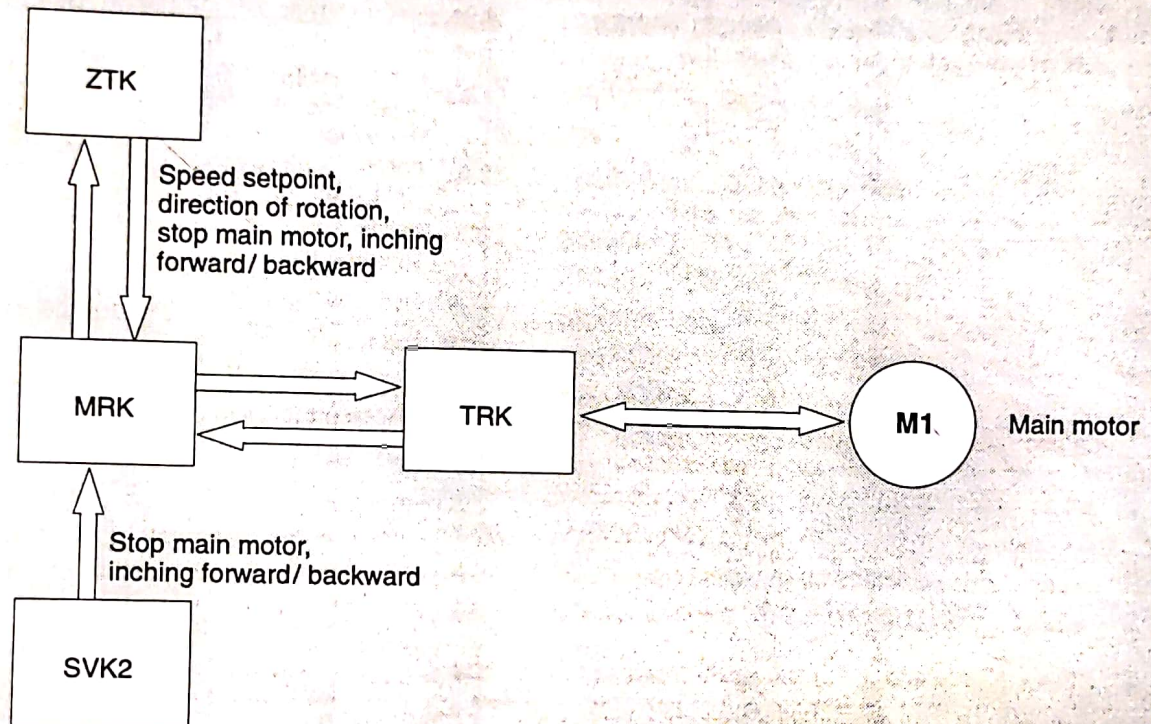 ZTK
Speed setpoint,
direction of rotation,
stop main motor, inching
forward/ backward
MRK
TRK
M1
Main motor
Stop main motor,
inching forward/ backward
SVK2